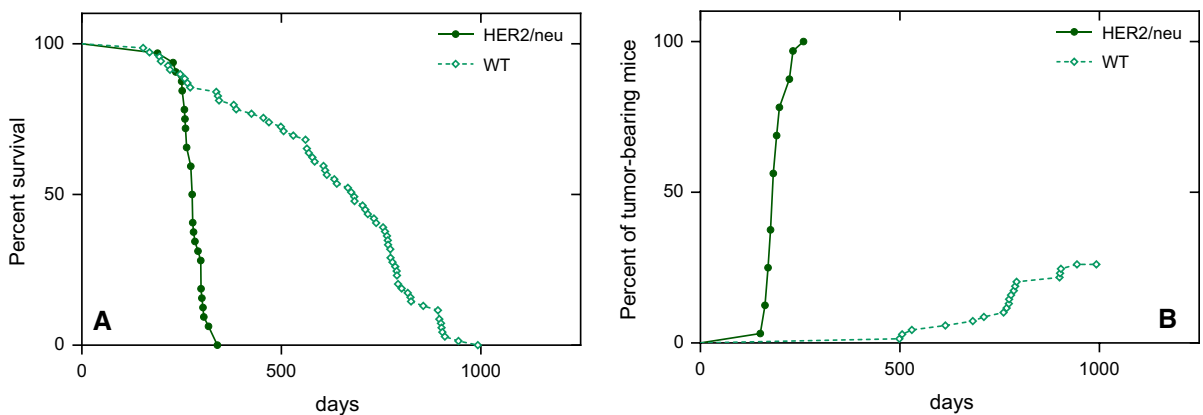 HER2/neu
WT
100
50
0
Percent survival
A
0
500
1000
days
HER2/neu
WT
100
50
0
Percent of tumor-bearing mice
B
0
500
1000
days